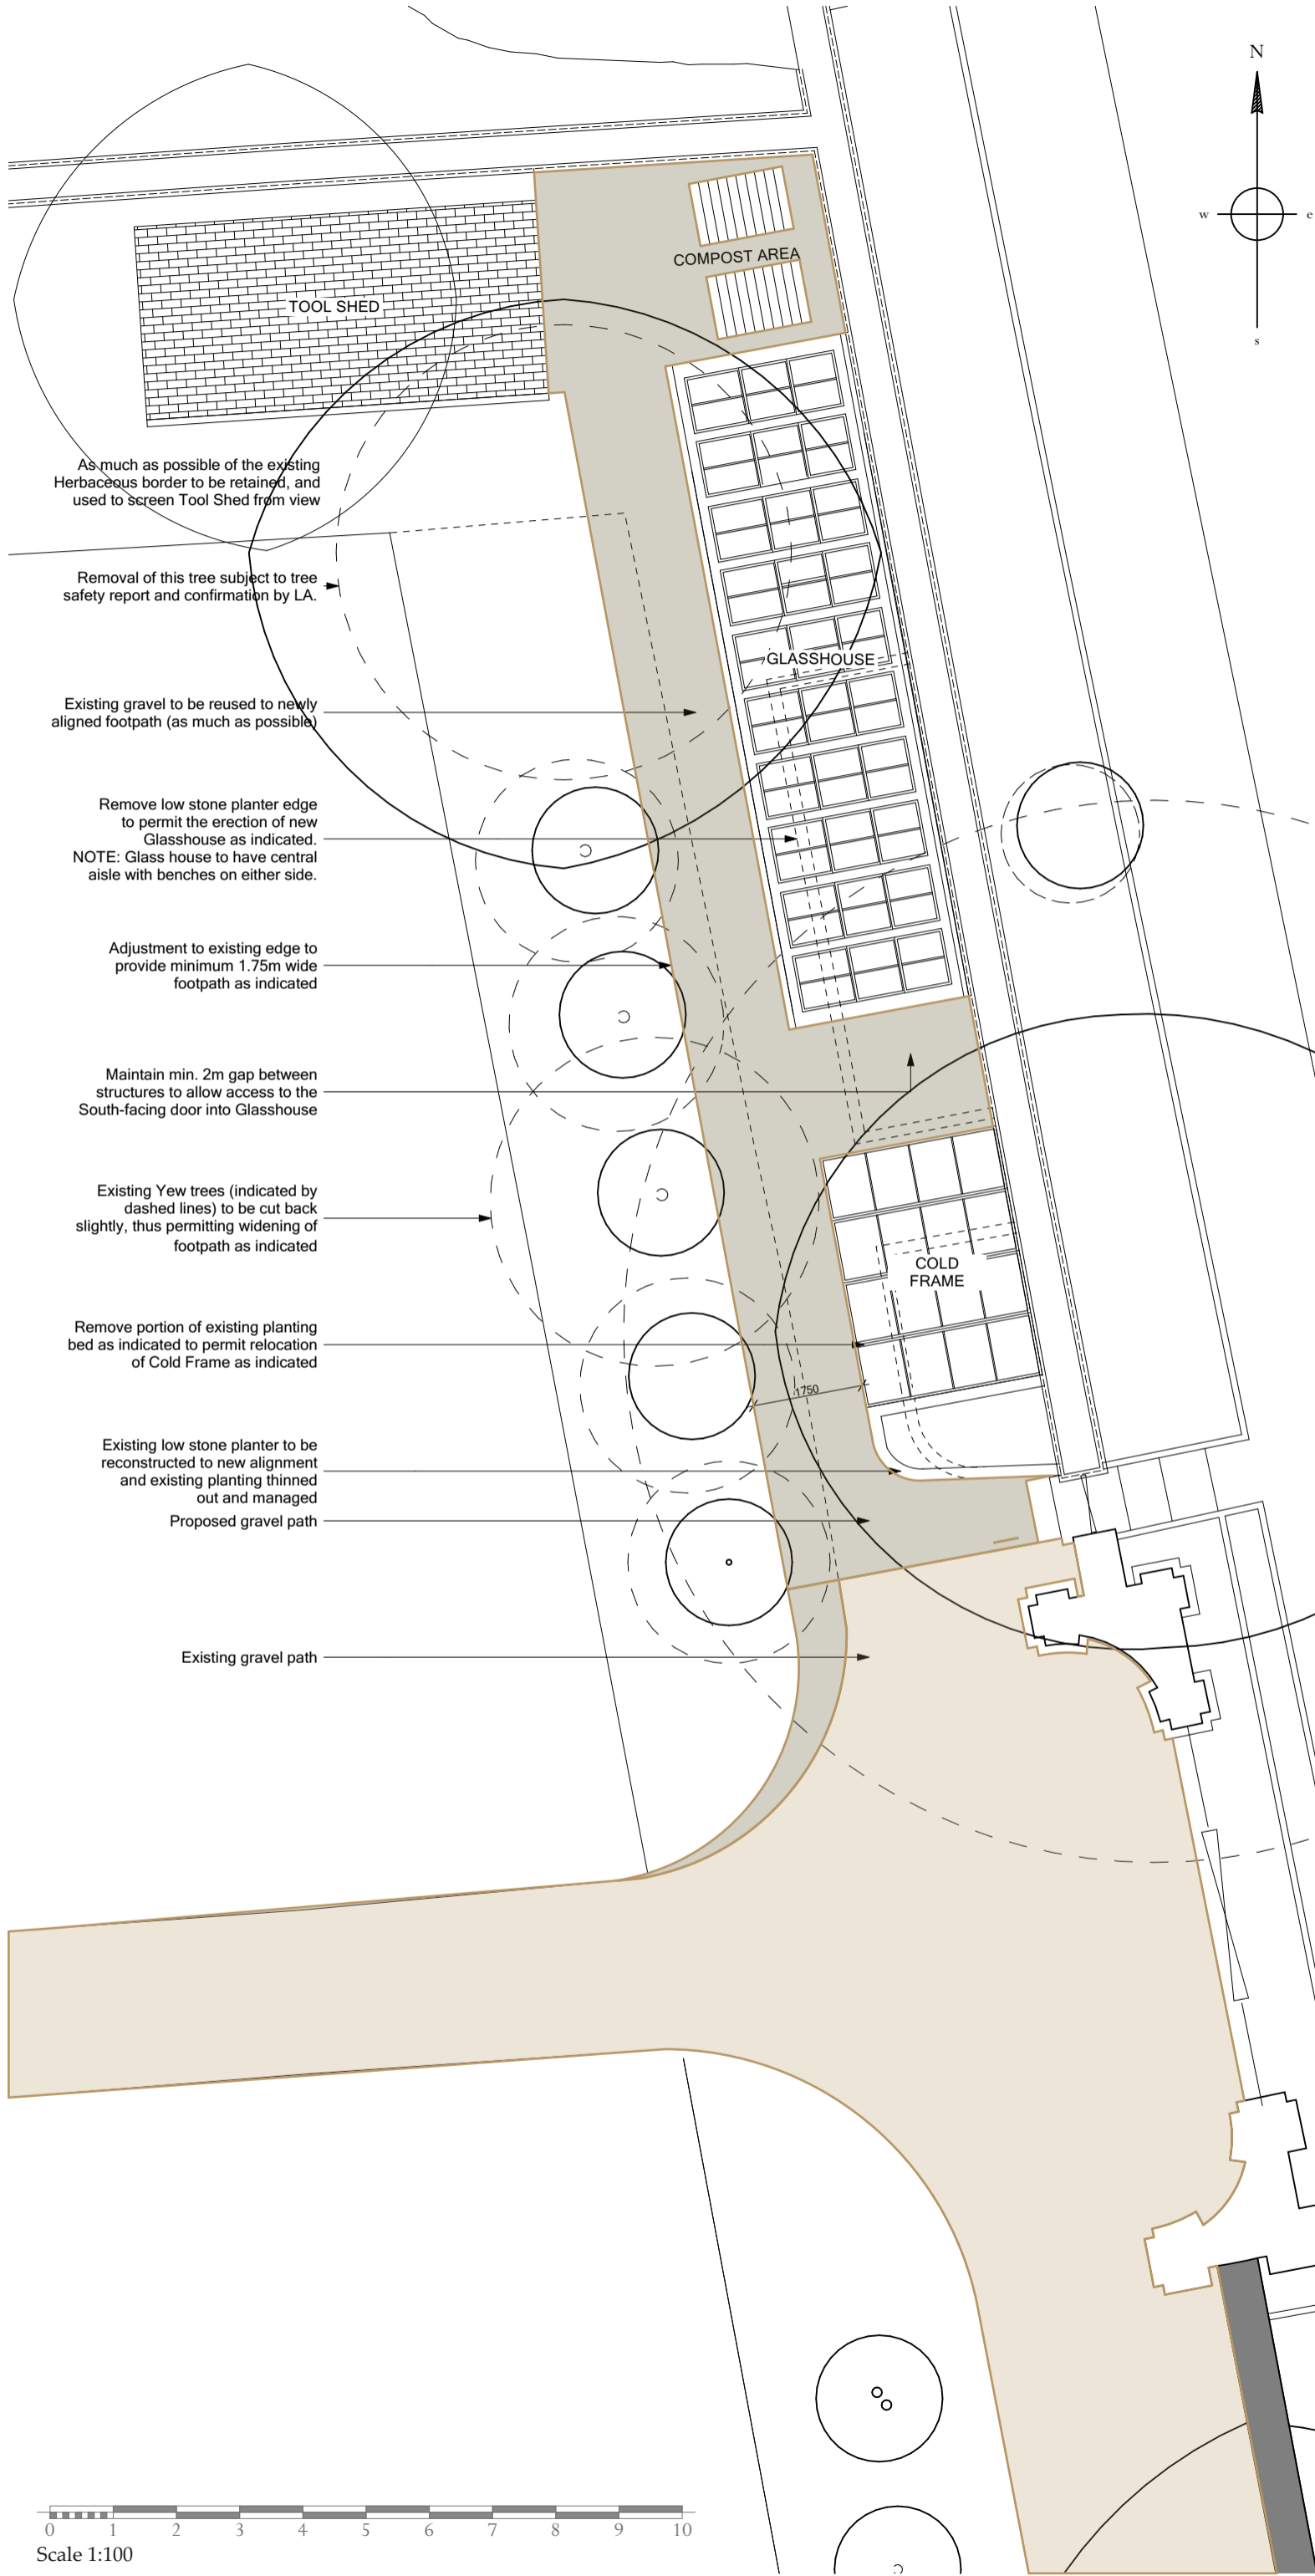 N
w
e
s
COMPOST AREA
TOOL SHED
As much as possible of the existing
Herbaceous border to be retained, and
used to screen Tool Shed from view
Removal of this tree subject to tree
safety report and confirmation by LA.
GLASSHOUSE
Existing gravel to be reused to newly
aligned footpath (as much as possible)
Remove low stone planter edge
to permit the erection of new
Glasshouse as indicated.
NOTE: Glass house to have central
aisle with benches on either side.
Adjustment to existing edge to
provide minimum 1.75m wide
footpath as indicated
Maintain min. 2m gap between
structures to allow access to the
South-facing door into Glasshouse
Existing Yew trees (indicated by
dashed lines) to be cut back
slightly, thus permitting widening of
footpath as indicated
COLD
FRAME
Remove portion of existing planting
bed as indicated to permit relocation
of Cold Frame as indicated
1750
Existing low stone planter to be
reconstructed to new alignment
and existing planting thinned
out and managed
Proposed gravel path
Existing gravel path
0 1 2 3 4 5 6 7 8 9 10
Scale 1:100